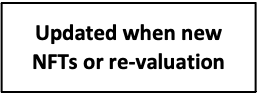 Updated when new
NFTs or re-valuation